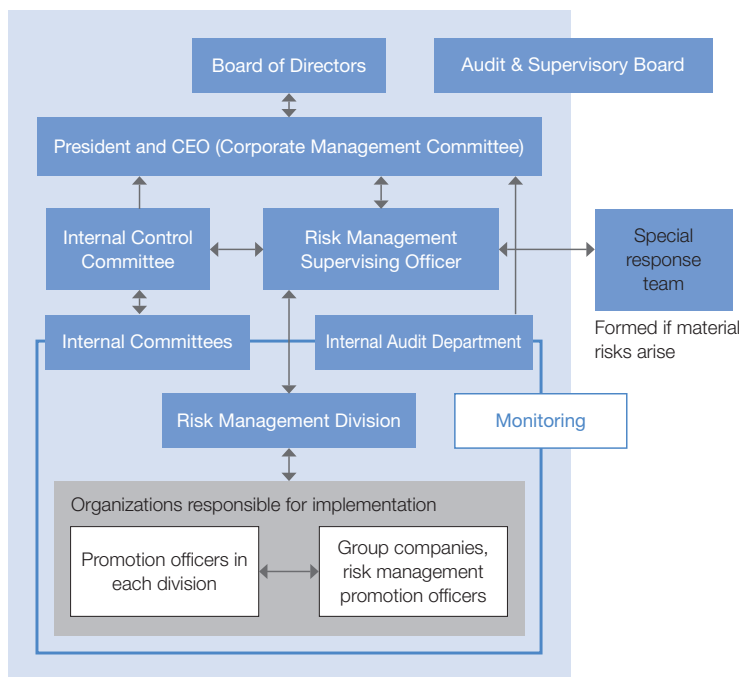 Board of Directors
Audit & Supervisory Board
President and CEO (Corporate Management Committee)
Internal Control
Committee
Risk Management
Supervising Officer
Special
response
team
Formed if material
risks arise
Internal Committees
Internal Audit Department
Risk Management Division
Monitoring
Organizations responsible for implementation
Promotion officers in
each division
Group companies,
risk management
promotion officers